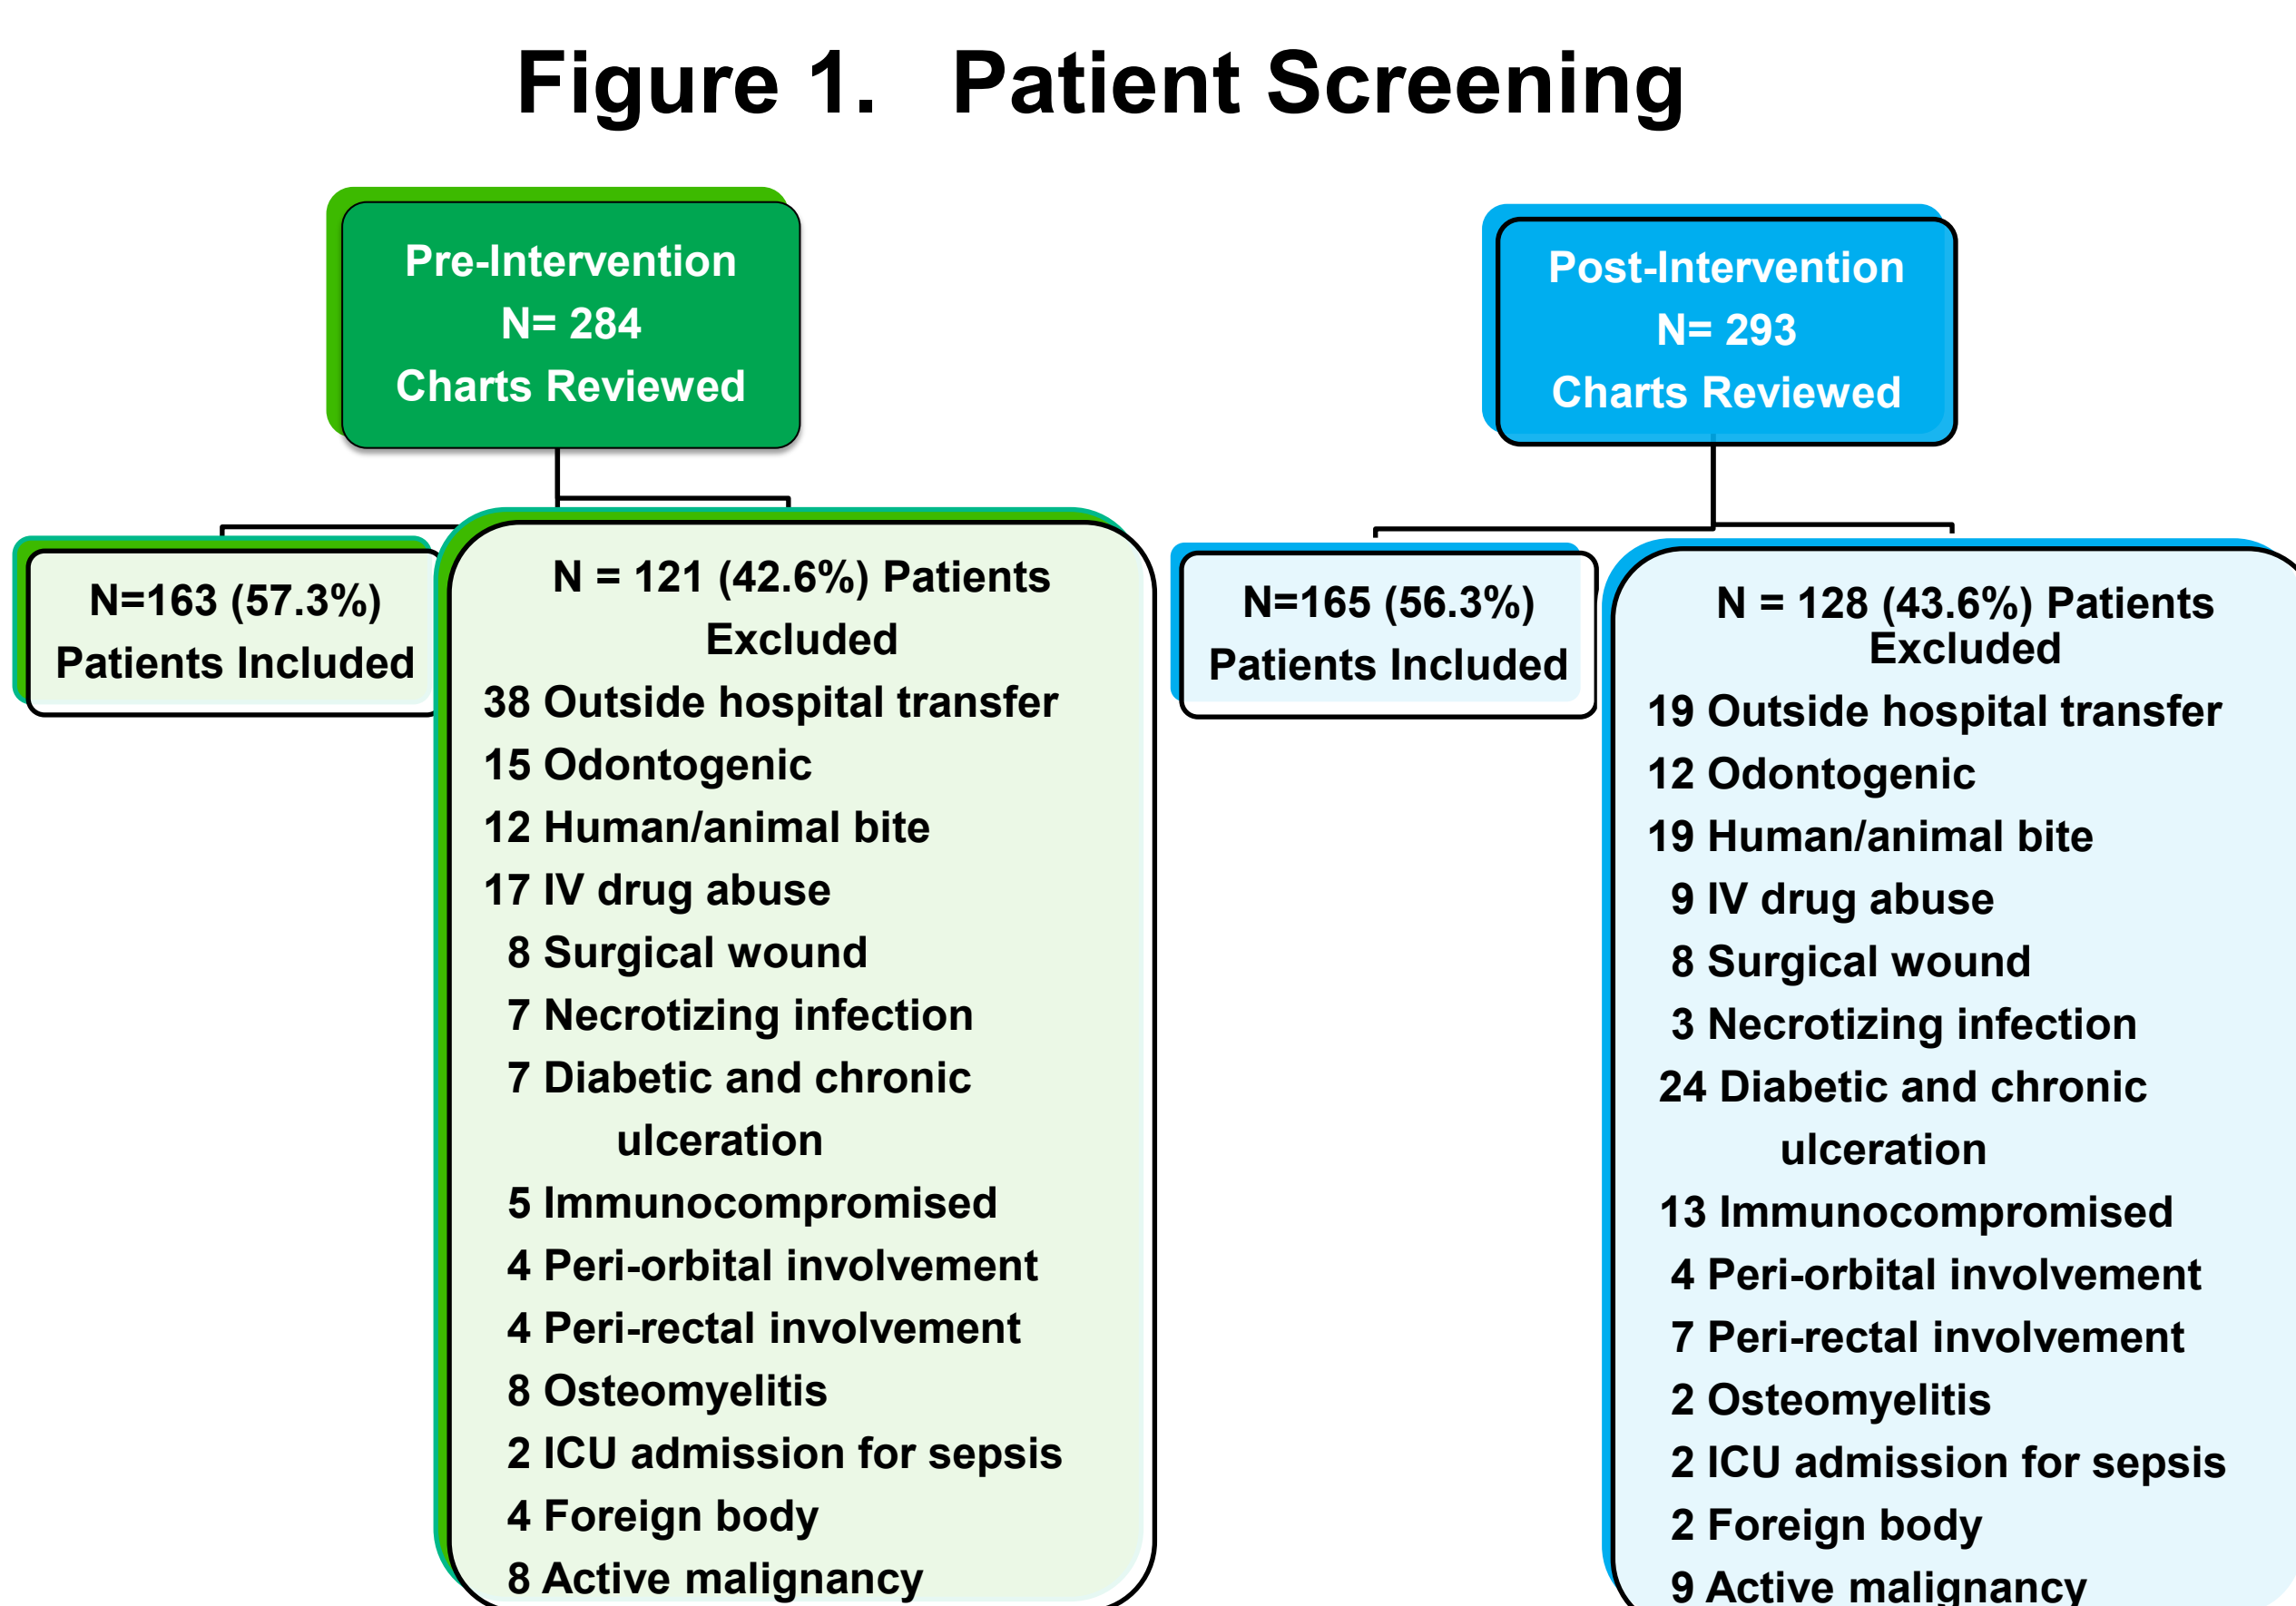 Figure 1. Patient Screening
Pre-Intervention
N= 284
Charts Reviewed
N=163 (57.3%)
Patients Included
N = 121 (42.6%) Patients
Excluded
38 Outside hospital transfer
15 Odontogenic
12 Human/animal bite
17 IV drug abuse
8 Surgical wound
7 Necrotizing infection
7 Diabetic and chronic
ulceration
5 Immunocompromised
4 Peri-orbital involvement
4 Peri-rectal involvement
8 Osteomyelitis
2 ICU admission for sepsis
4 Foreign body
8 Active malignancy
Post-Intervention
N= 293
Charts Reviewed
N=165 (56.3%)
Patients Included
N = 128 (43.6%) Patients
Excluded
19 Outside hospital transfer
12 Odontogenic
19 Human/animal bite
9 IV drug abuse
8 Surgical wound
3 Necrotizing infection
24 Diabetic and chronic
ulceration
13 Immunocompromised
4 Peri-orbital involvement
7 Peri-rectal involvement
2 Osteomyelitis
2 ICU admission for sepsis
2 Foreign body
9 Active malignancy